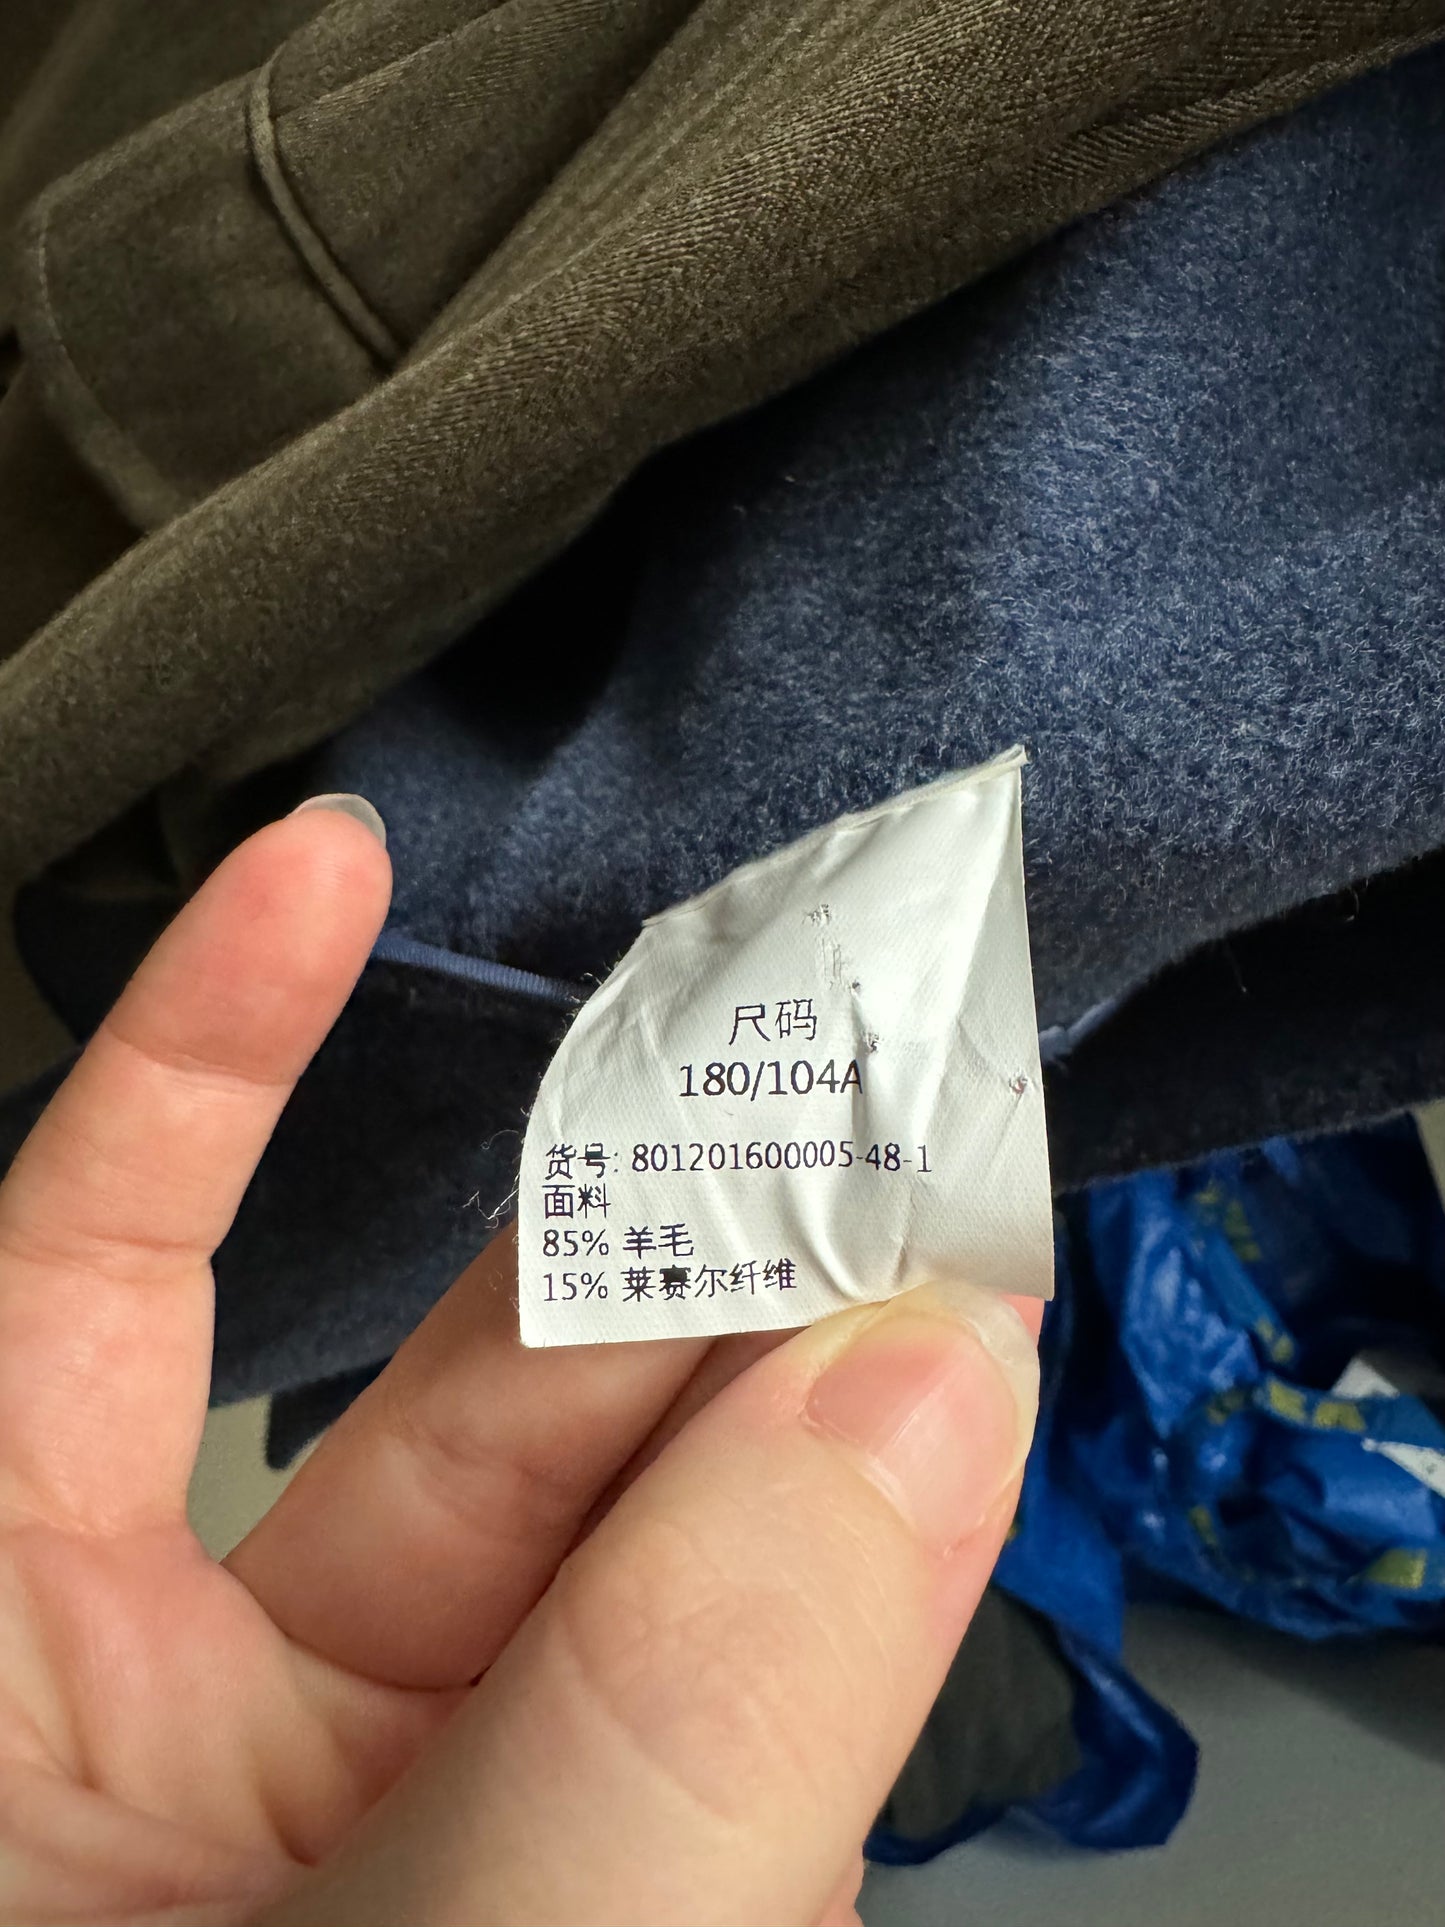 尺码
180/104A
货号: 801201600005-48-1
面料
85% 羊毛
15% 莱赛尔纤维